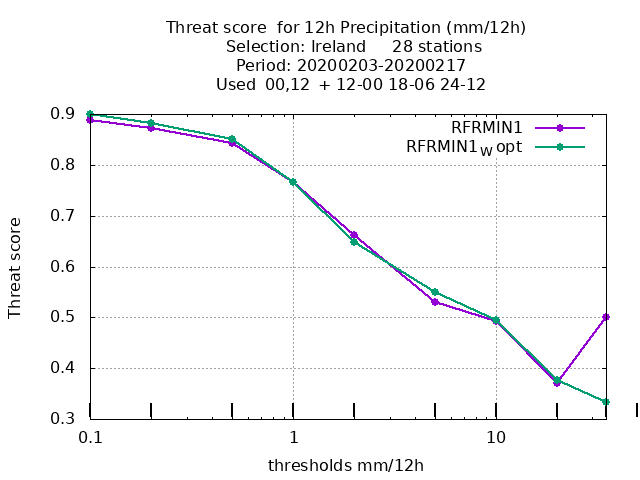 Threat score  for 12h Precipitation (mm/12h)
Selection: Ireland     28 stations
Period: 20200203-20200217
Used  00,12  + 12-00 18-06 24-12
RFRMIN1
RFRMIN1W opt
0.9
0.8
0.7
0.6
0.5
0.4
0.3
Threat score
0.1 1 10
thresholds mm/12h